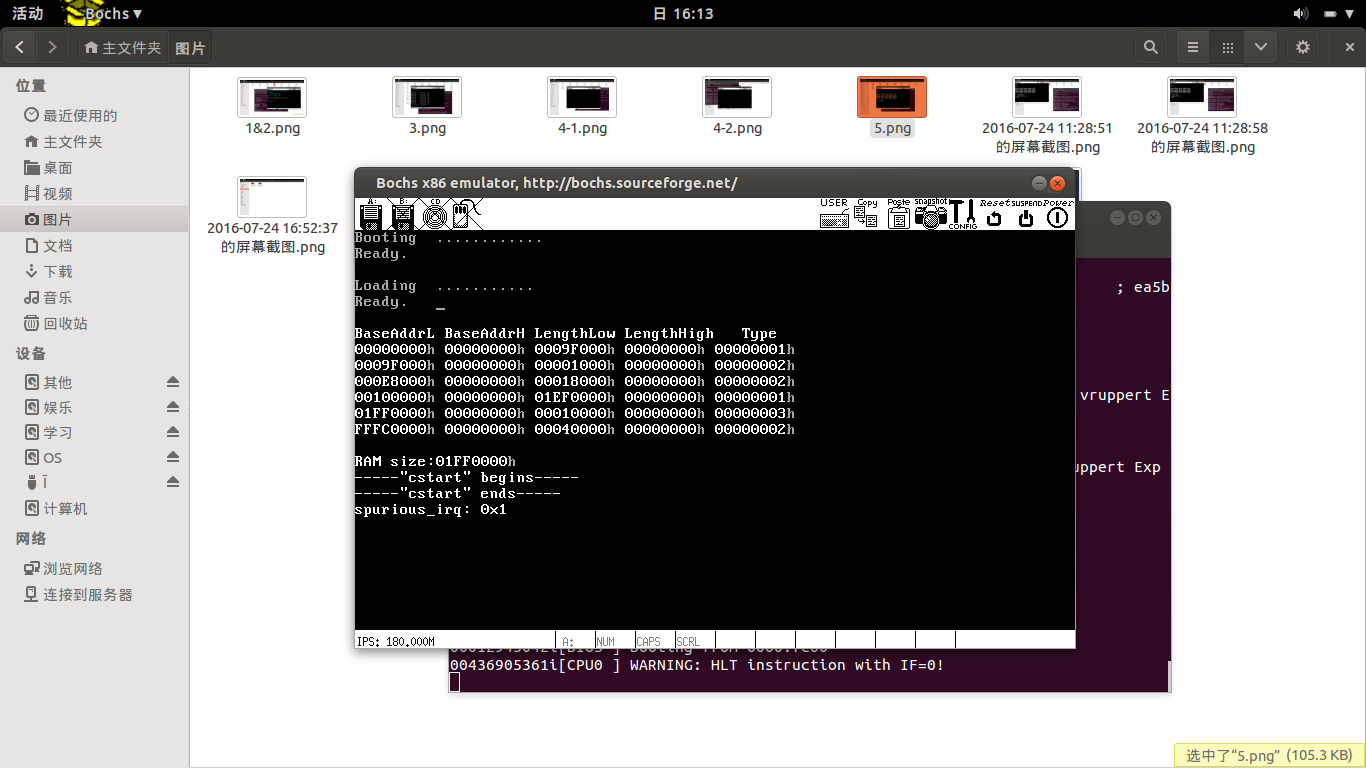 活动
Bochs ▾
日 16:13
主文件夹
图片
位置
最近使用的
主文件夹
桌面
视频
图片
文档
下载
音乐
回收站
设备
其他
娱乐
学习
OS
Ī
计算机
网络
浏览网络
连接到服务器
1&2.png
3.png
4-1.png
4-2.png
5.png
2016-07-24 11:28:51
的屏幕截图.png
2016-07-24 11:28:58
的屏幕截图.png
2016-07-24 16:52:37
的屏幕截图.png
Bochs x86 emulator, http://bochs.sourceforge.net/
A:
B:
CD
USER
Copy
Paste
snapshot
CONFIG
Reset
SUSPEND
POWER
Booting ............
Ready.
Loading ...........
Ready. _
BaseAddrL BaseAddrH LengthLow LengthHigh Type
00000000h 00000000h 0009F000h 00000000h 00000001h
0009F000h 00000000h 00001000h 00000000h 00000002h
000E8000h 00000000h 00018000h 00000000h 00000002h
00100000h 00000000h 01EF0000h 00000000h 00000001h
01FF0000h 00000000h 00010000h 00000000h 00000003h
FFFC0000h 00000000h 00040000h 00000000h 00000002h
RAM size:01FF0000h
-----"cstart" begins-----
-----"cstart" ends-----
spurious_irq: 0x1
IPS: 180.000M
A:
NUM
CAPS
SCRL
; ea5b
vruppert E
uppert Exp
00436905361i[CPU0 ] WARNING: HLT instruction with IF=0!
选中了“5.png” (105.3 KB)